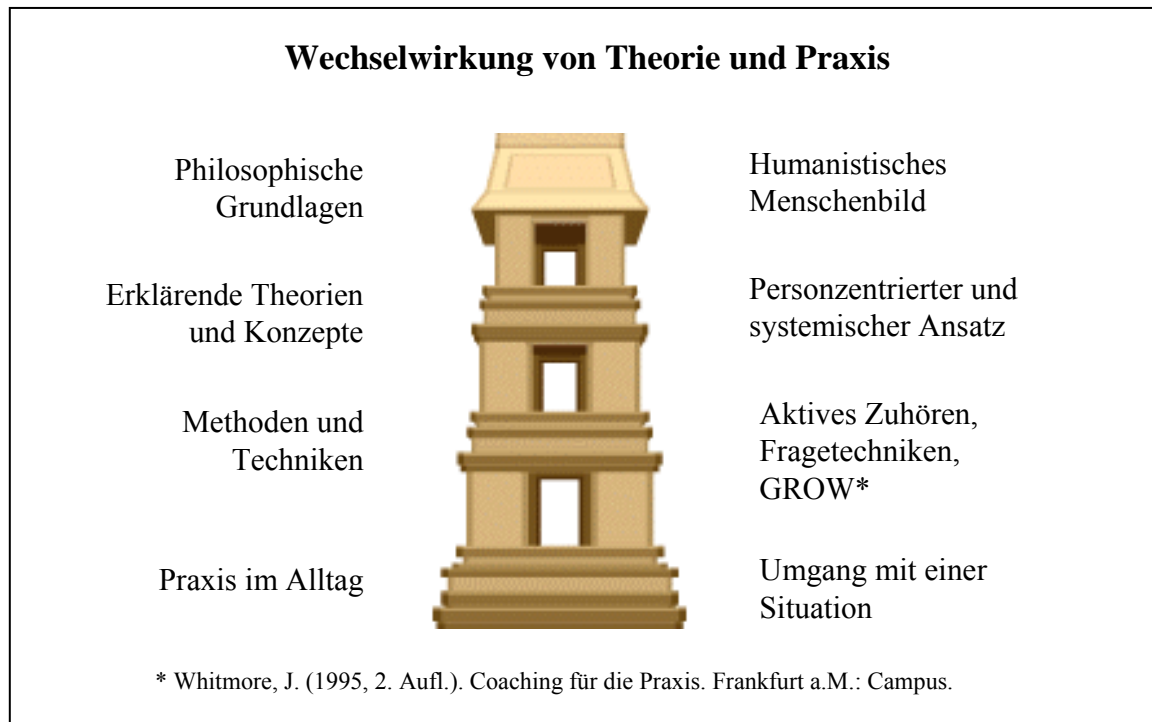 Wechselwirkung von Theorie und Praxis
Philosophische
Grundlagen
Humanistisches
Menschenbild
Erklärende Theorien
und Konzepte
Personzentrierter und
systemischer Ansatz
Methoden und
Techniken
Aktives Zuhören,
Fragetechniken,
GROW*
Praxis im Alltag
Umgang mit einer
Situation
* Whitmore, J. (1995, 2. Aufl.). Coaching für die Praxis. Frankfurt a.M.: Campus.